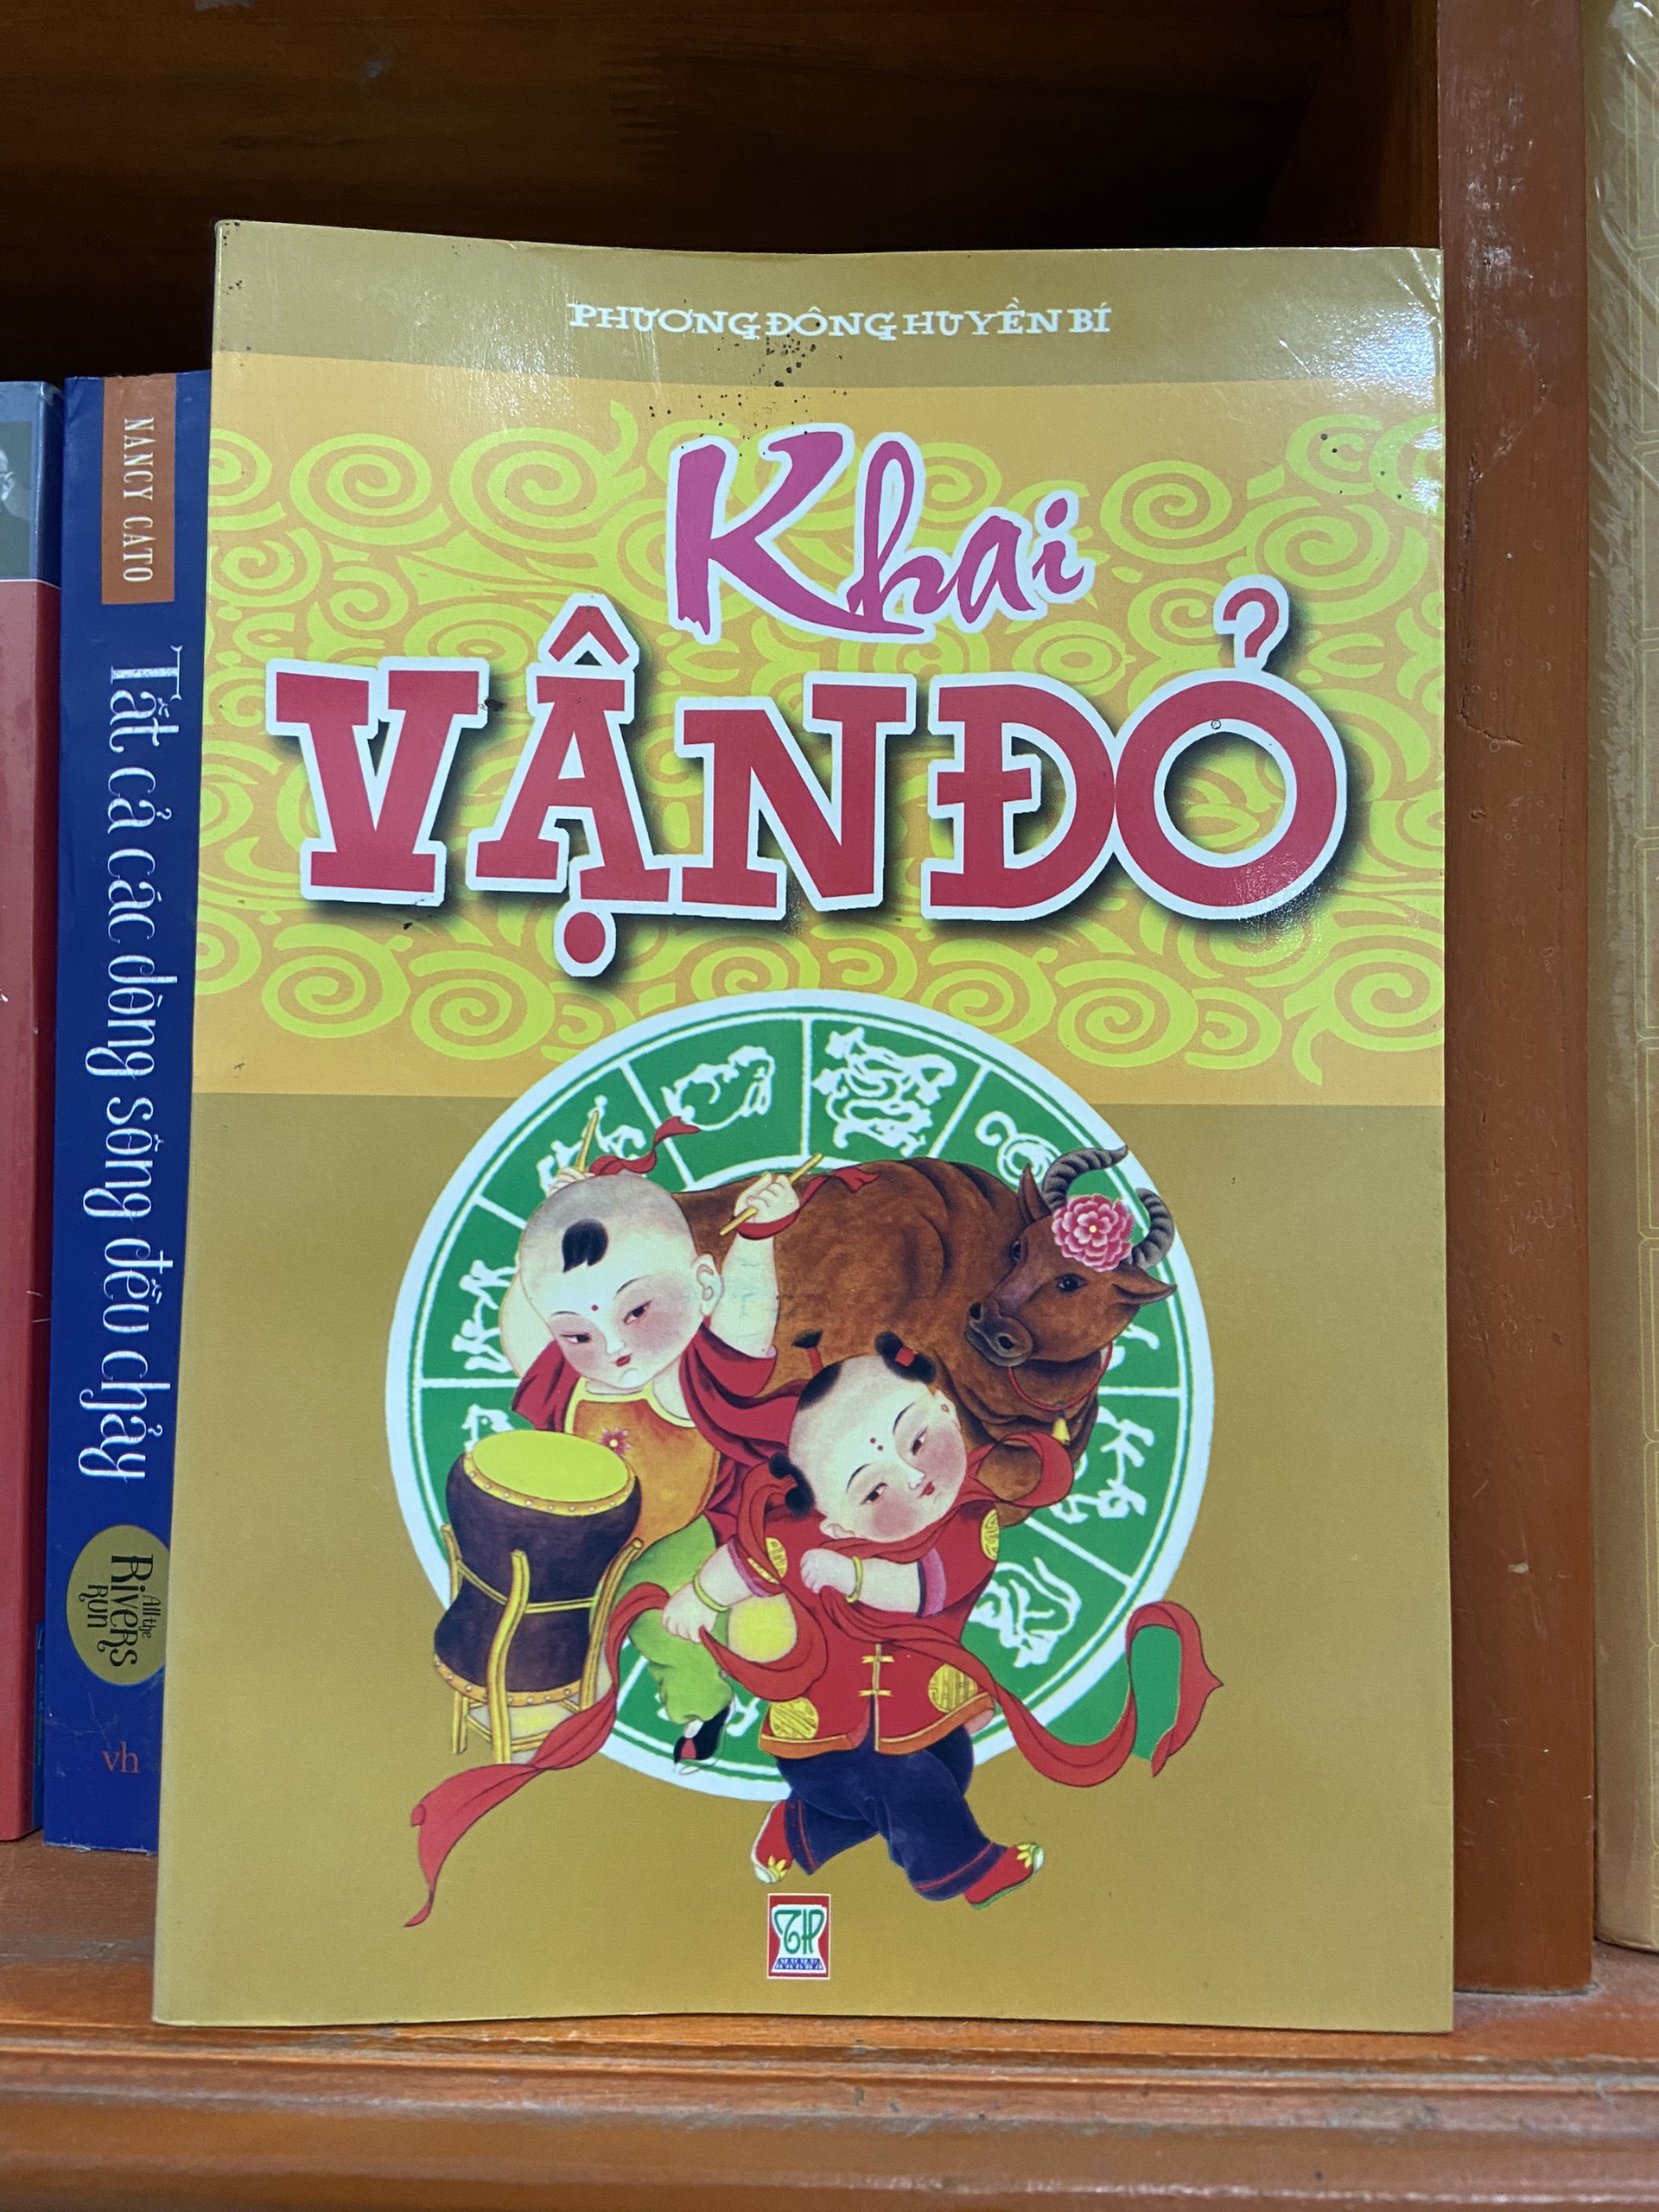 PHƯƠNG ĐÔNG HUYỀN BÍ
Khai
VẬN ĐỎ
THP
NANCY CATO
Tất cả các dòng sông đều chảy
All the
RIVERS
RUN
vh